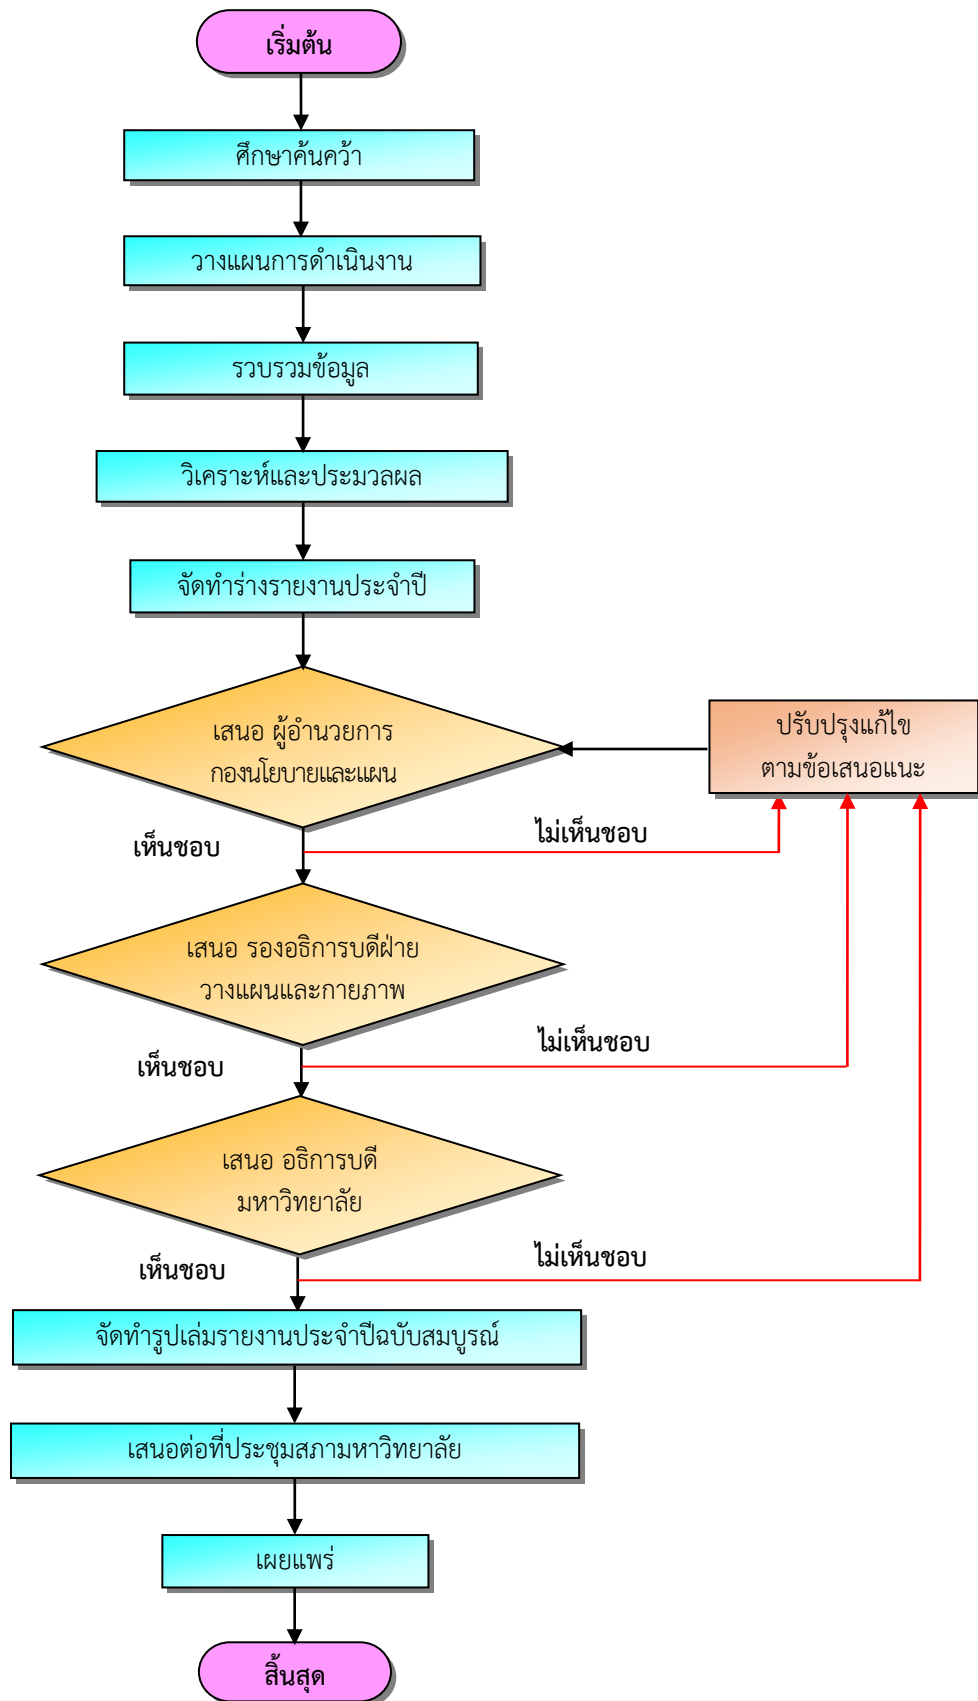 เริ่มต้น
ศึกษาค้นคว้า
วางแผนการดำเนินงาน
รวบรวมข้อมูล
วิเคราะห์และประมวลผล
จัดทำร่างรายงานประจำปี
เสนอ ผู้อำนวยการ
กองนโยบายและแผน
ปรับปรุงแก้ไข
ตามข้อเสนอแนะ
เห็นชอบ
ไม่เห็นชอบ
เสนอ รองอธิการบดีฝ่าย
วางแผนและกายภาพ
เห็นชอบ
ไม่เห็นชอบ
เสนอ อธิการบดี
มหาวิทยาลัย
เห็นชอบ
ไม่เห็นชอบ
จัดทำรูปเล่มรายงานประจำปีฉบับสมบูรณ์
เสนอต่อที่ประชุมสภามหาวิทยาลัย
เผยแพร่
สิ้นสุด